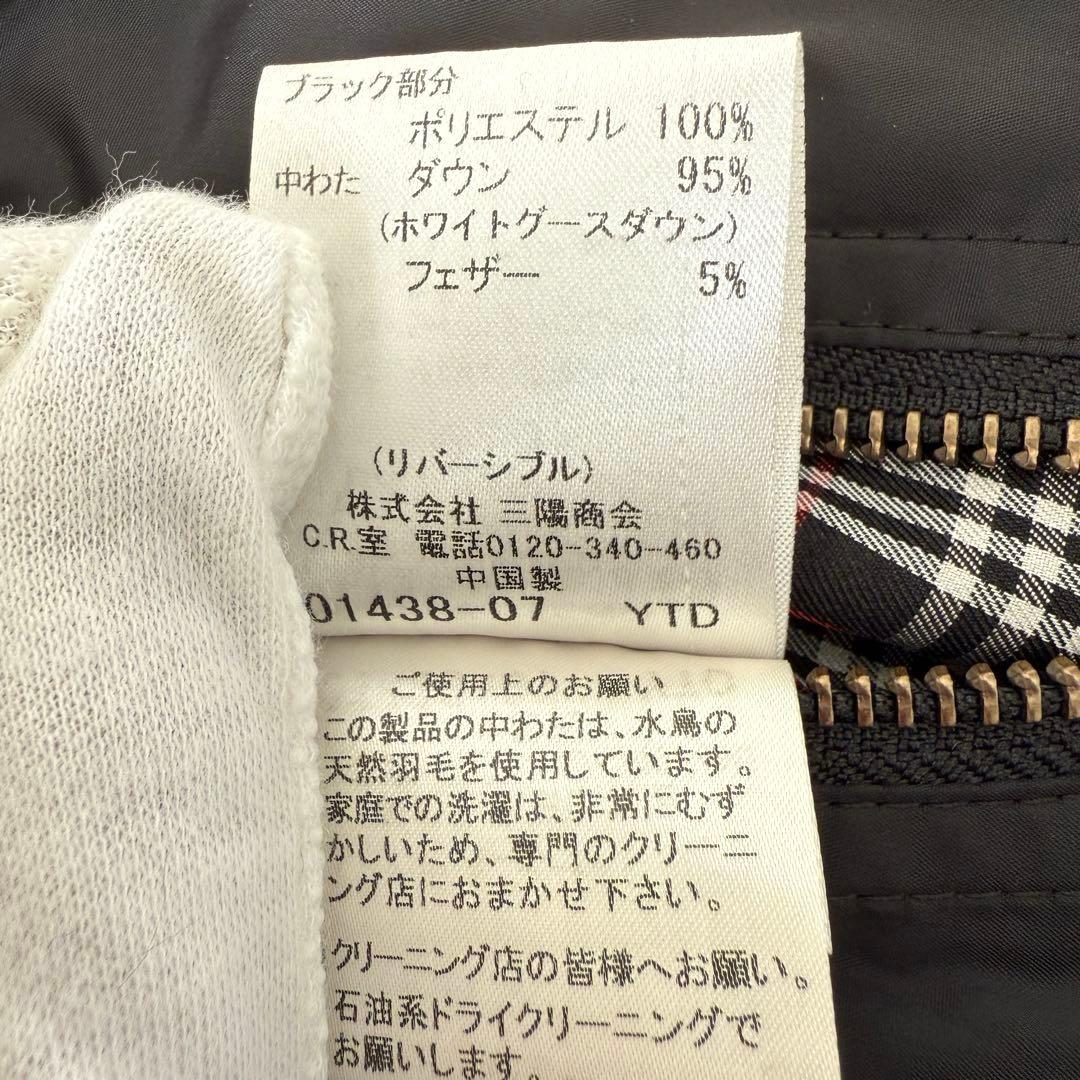 ブラック部分
ポリエステル 100%
中わた ダウン 95%
(ホワイトグースダウン)
フェザー 5%
(リバーシブル)
株式会社 三陽商会
C.R.室 電話0120-340-460
中国製
01438-07 YTD
ご使用上のお願い
この製品の中わたは、水鳥の
天然羽毛を使用しています。
家庭での洗濯は、非常にむず
かしいため、専門のクリーニ
ング店におまかせ下さい。
クリーニング店の皆様へお願い。
石油系ドライクリーニングで
お願いします。